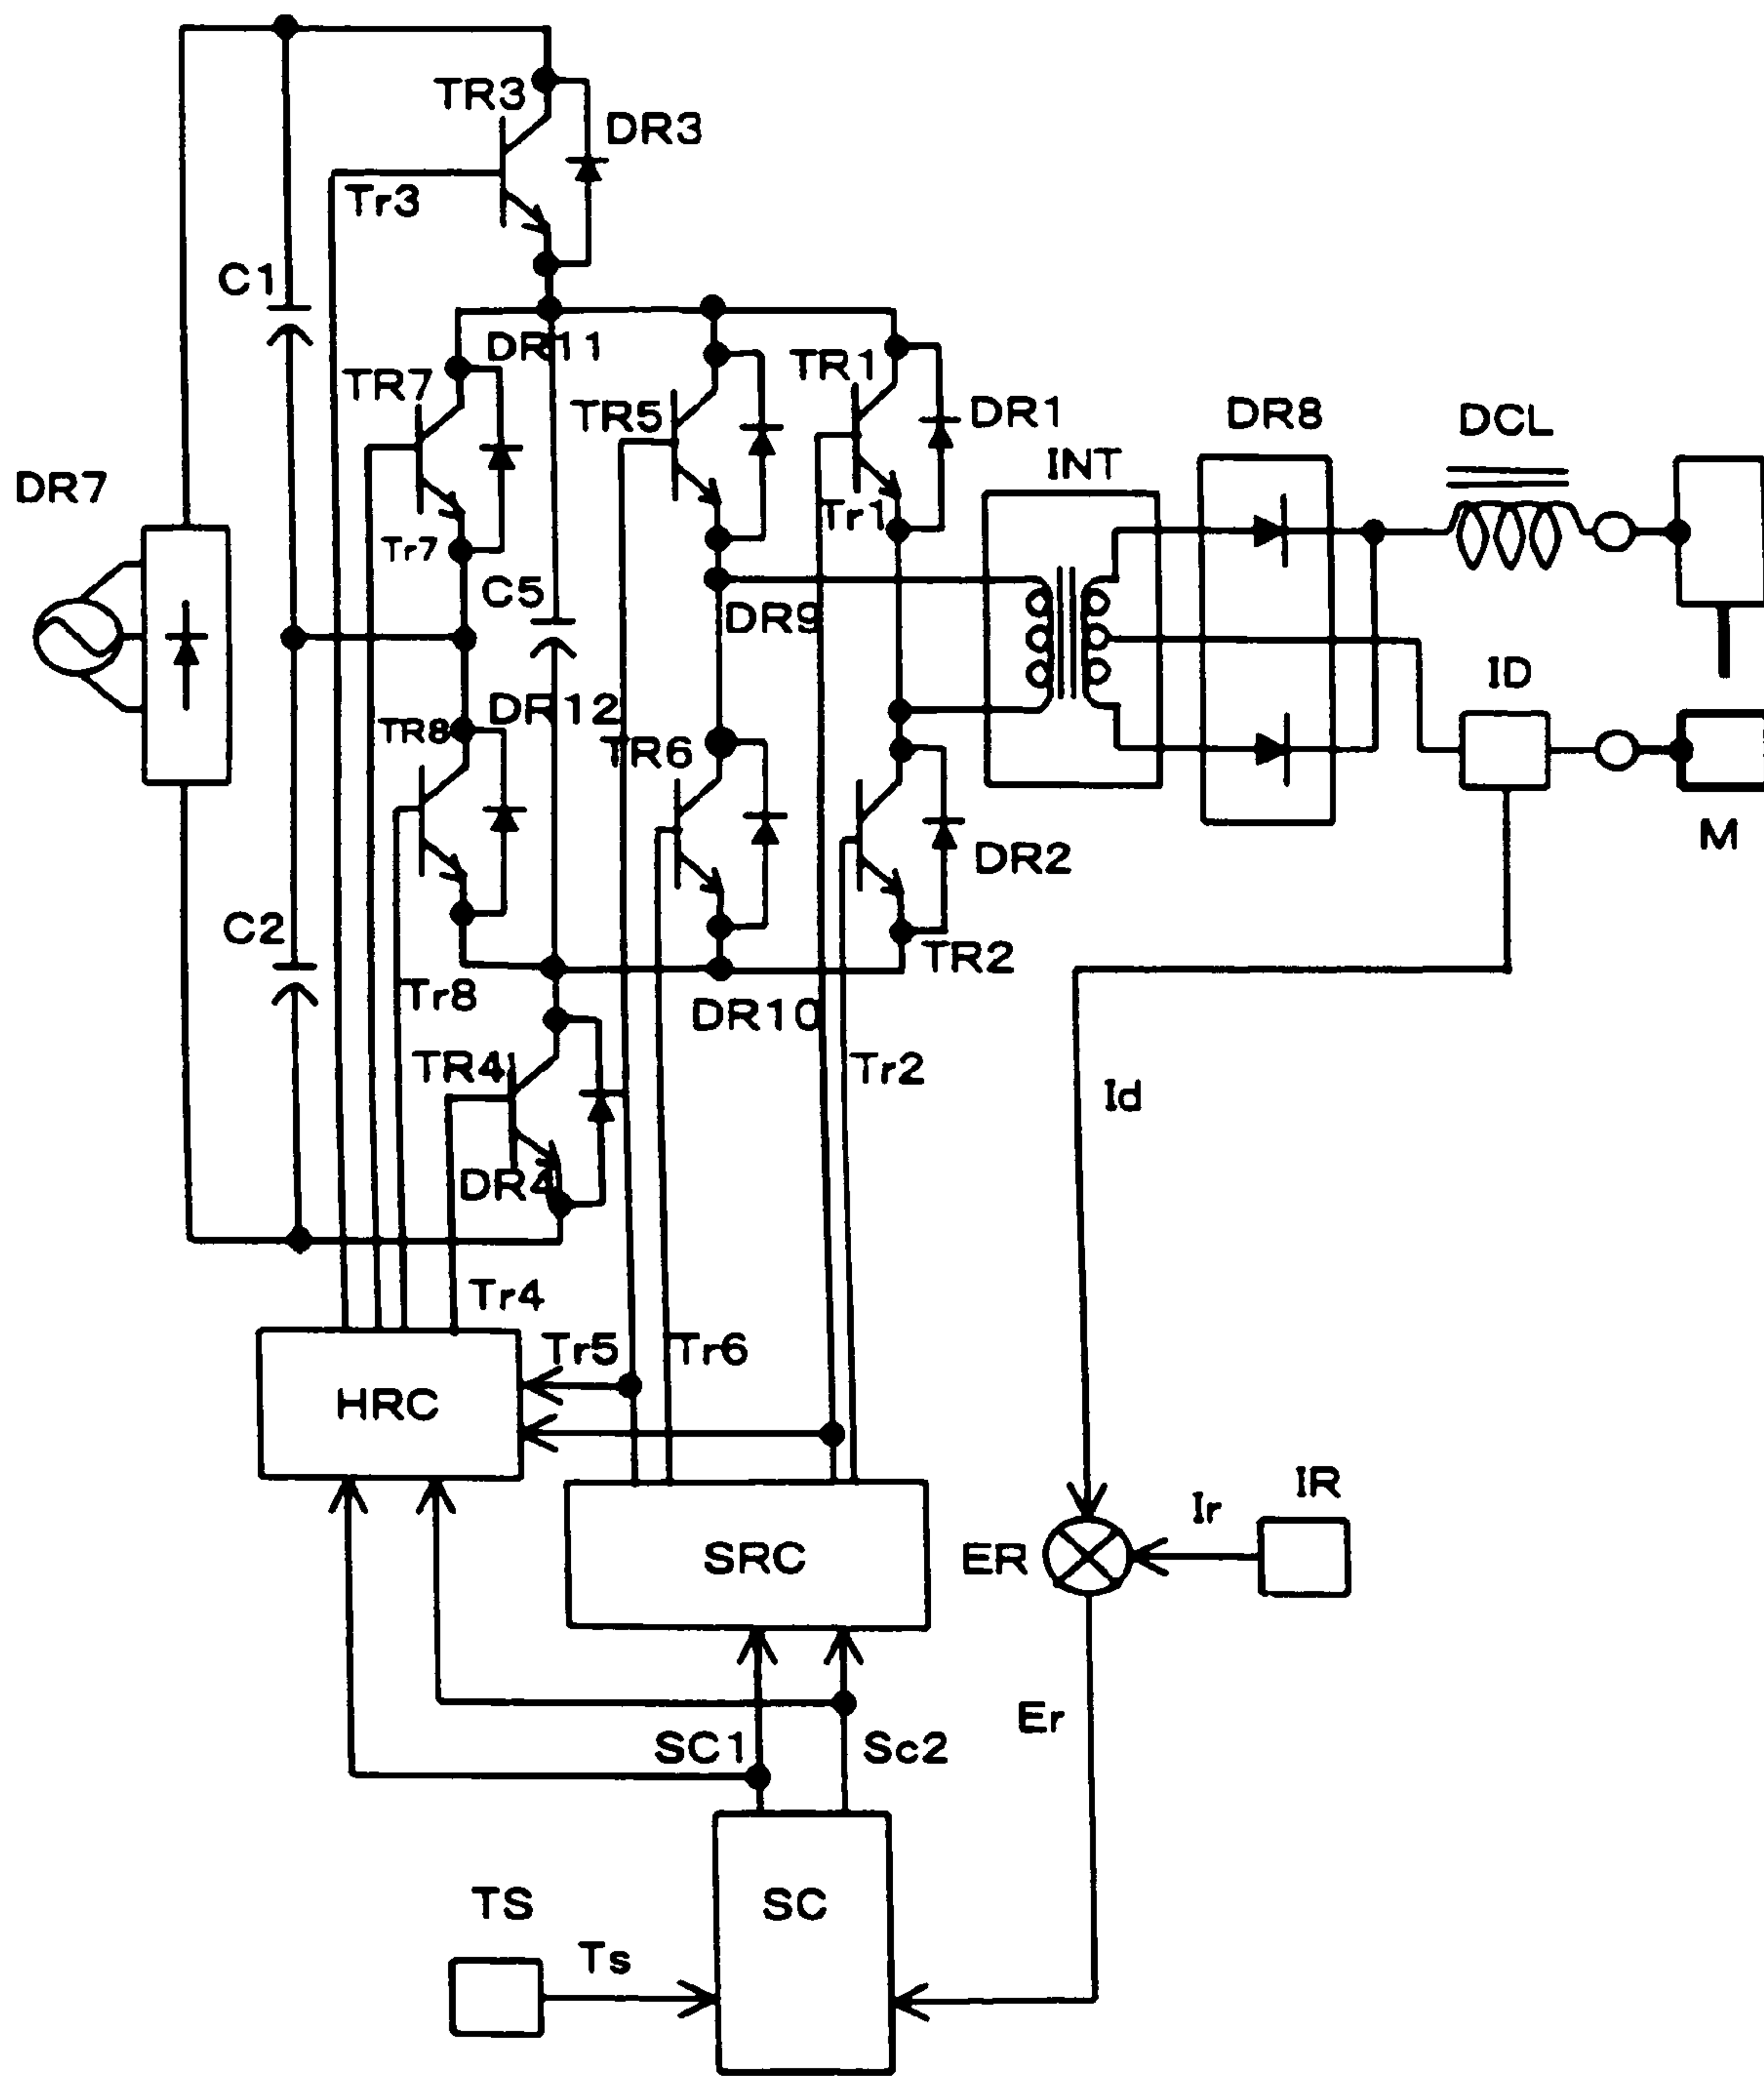 TR3
DR3
Tr3
C1
DR11
TR7
TR5
TR1
DR1
DR8
DCL
INT
Tr1
DR7
Tr7
C5
DR9
ID
DR12
TR8
TR6
M
DR2
C2
TR2
Tr8
DR10
TR4
Tr2
Id
DR4
Tr4
Tr5
Tr6
HRC
IR
Ir
SRC
ER
Er
SC1
Sc2
TS
SC
Ts